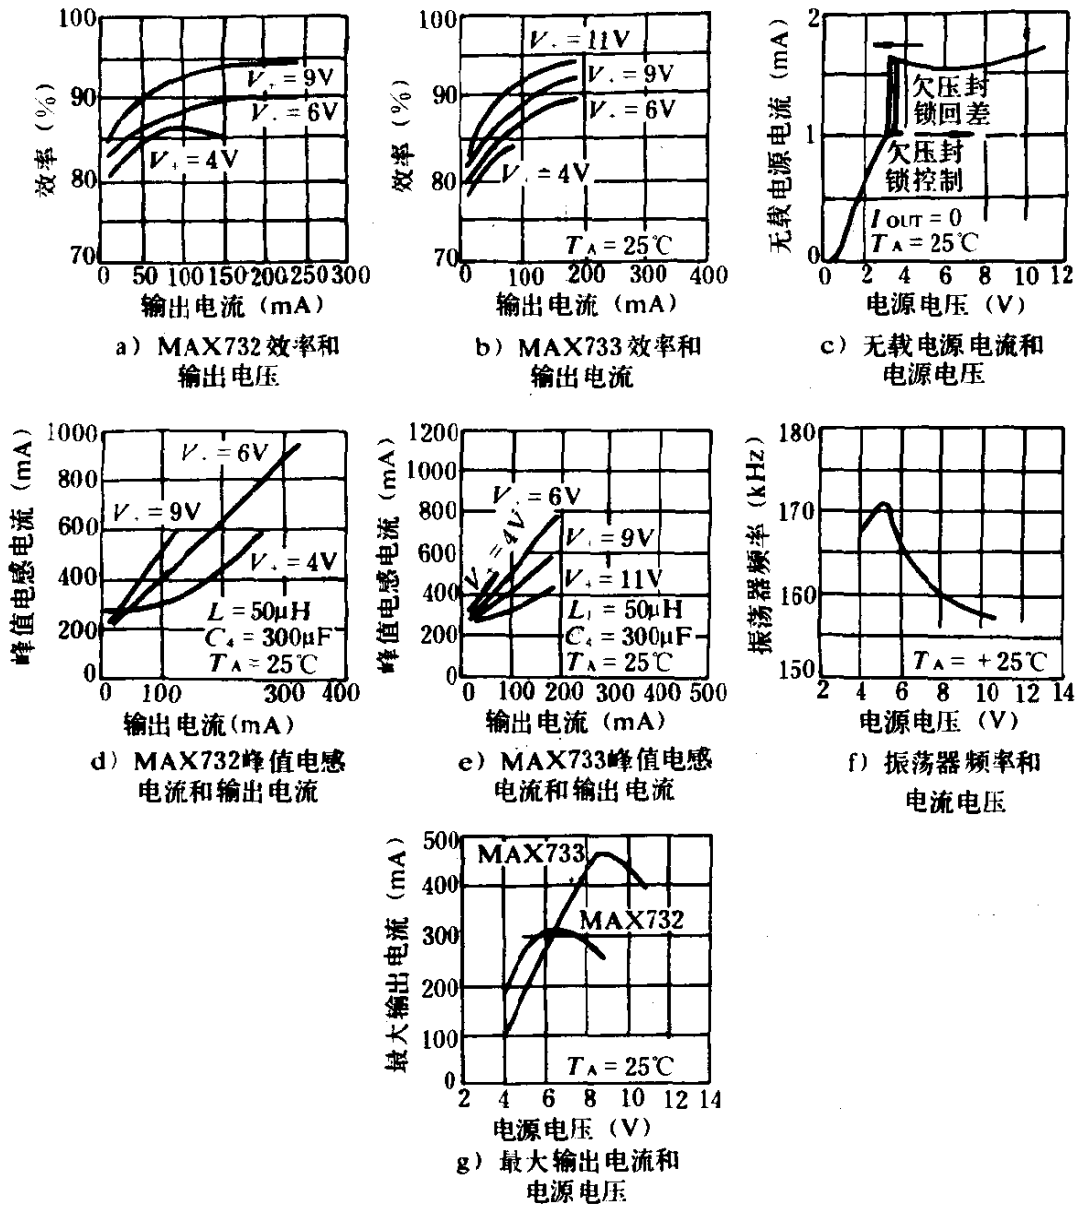 100
90
80
70
效率（%）
V₊ = 9V
V₊ = 6V
V₊ = 4V
0 50 100 150 200 250 300
输出电流（mA）
a）MAX732 效率和
输出电压
100
90
80
70
效率（%）
V₊ = 11V
V₊ = 9V
V₊ = 6V
V₊ = 4V
T A = 25℃
0 100 200 300 400
输出电流（mA）
b）MAX733 效率和
输出电流
2
1
0
无载电源电流（mA）
欠压封
锁回差
欠压封
锁控制
I OUT = 0
T A = 25℃
0 2 4 6 8 10 12
电源电压（V）
c）无载电源电流和
电源电压
1000
800
600
400
200
0
峰值电感电流（mA）
V₊ = 6V
V₊ = 9V
V₊ = 4V
L = 50μH
C₄ = 300μF
T A = 25℃
0 100 300 400
输出电流(mA）
d）MAX732峰值电感
电流和输出电流
1200
1000
800
600
400
200
0
峰值电感电流（mA）
V₊ = 6V
V₊ = 4V
V₊ = 9V
V₊ = 11V
L₁ = 50μH
C₄ = 300μF
T A = 25℃
0 100 200 300 400 500
输出电流（mA）
e）MAX733峰值电感
电流和输出电流
180
170
160
150
振荡器频率（kHz）
T A = +25℃
2 4 6 8 10 12 14
电源电压（V）
f）振荡器频率和
电流电压
500
400
300
200
100
0
最大输出电流（mA）
MAX733
MAX732
T A = 25℃
2 4 6 8 10 12 14
电源电压（V）
g）最大输出电流和
电源电压